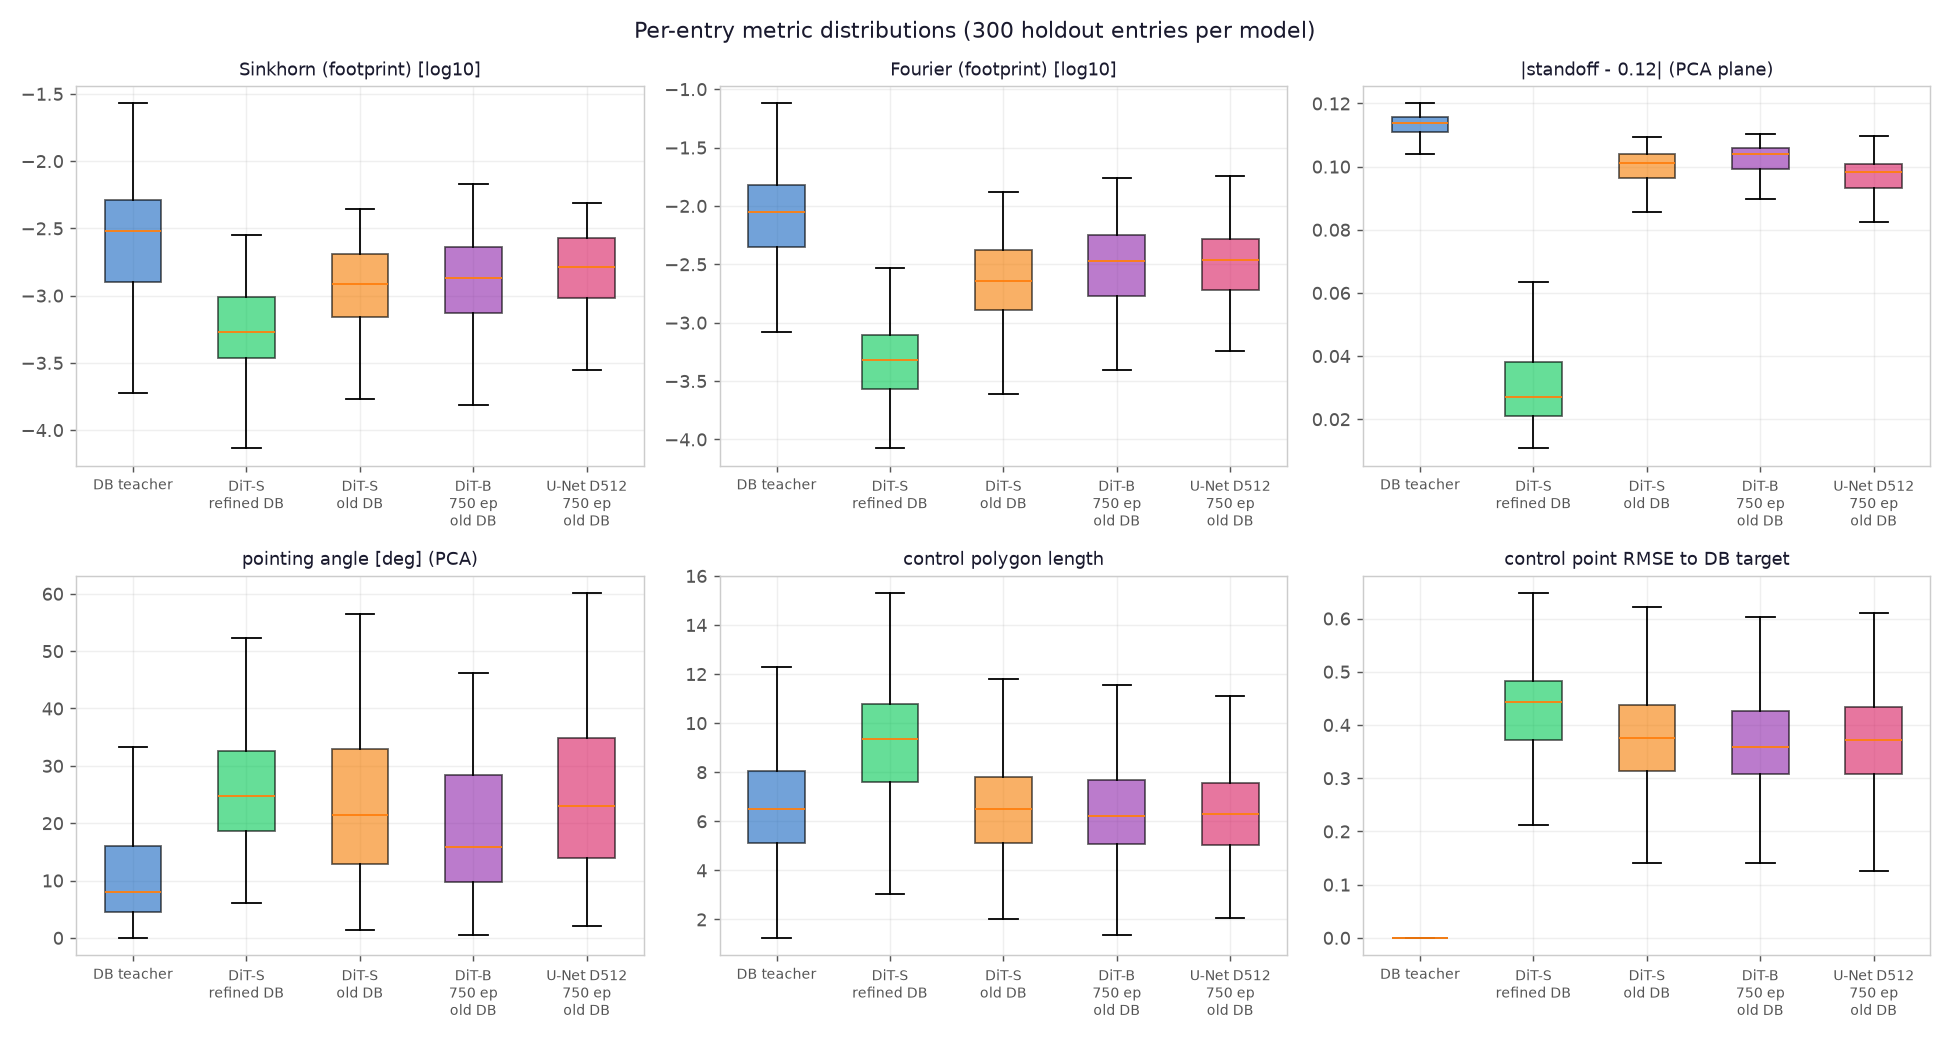 Per-entry metric distributions (300 holdout entries per model)
Sinkhorn (footprint) [log10]
−1.5
−2.0
−2.5
−3.0
−3.5
−4.0
DB teacher
DiT-S
refined DB
DiT-S
old DB
DiT-B
750 ep
old DB
U-Net D512
750 ep
old DB
Fourier (footprint) [log10]
−1.0
−1.5
−2.0
−2.5
−3.0
−3.5
−4.0
DB teacher
DiT-S
refined DB
DiT-S
old DB
DiT-B
750 ep
old DB
U-Net D512
750 ep
old DB
|standoff - 0.12| (PCA plane)
0.12
0.10
0.08
0.06
0.04
0.02
DB teacher
DiT-S
refined DB
DiT-S
old DB
DiT-B
750 ep
old DB
U-Net D512
750 ep
old DB
pointing angle [deg] (PCA)
60
50
40
30
20
10
0
DB teacher
DiT-S
refined DB
DiT-S
old DB
DiT-B
750 ep
old DB
U-Net D512
750 ep
old DB
control polygon length
16
14
12
10
8
6
4
2
DB teacher
DiT-S
refined DB
DiT-S
old DB
DiT-B
750 ep
old DB
U-Net D512
750 ep
old DB
control point RMSE to DB target
0.6
0.5
0.4
0.3
0.2
0.1
0.0
DB teacher
DiT-S
refined DB
DiT-S
old DB
DiT-B
750 ep
old DB
U-Net D512
750 ep
old DB